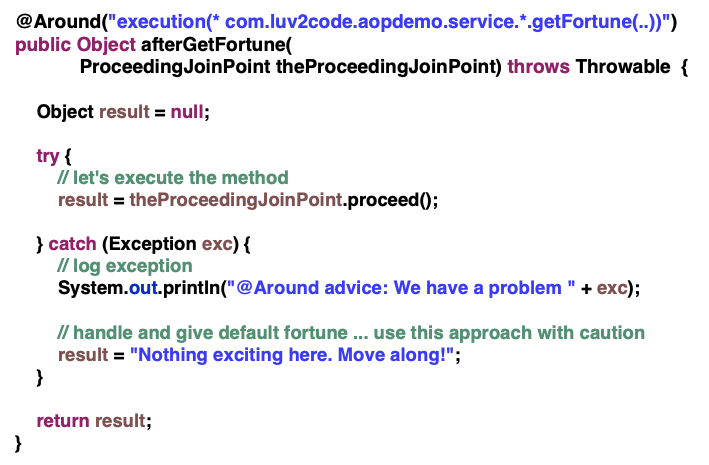 @Around("execution(* com.luv2code.aopdemo.service.*.getFortune(..))")
public Object afterGetFortune(
ProceedingJoinPoint theProceedingJoinPoint) throws Throwable {
Object result = null;
try {
// let's execute the method
result = theProceedingJoinPoint.proceed();
} catch (Exception exc) {
// log exception
System.out.println("@Around advice: We have a problem " + exc);
// handle and give default fortune ... use this approach with caution
result = "Nothing exciting here. Move along!";
}
return result;
}